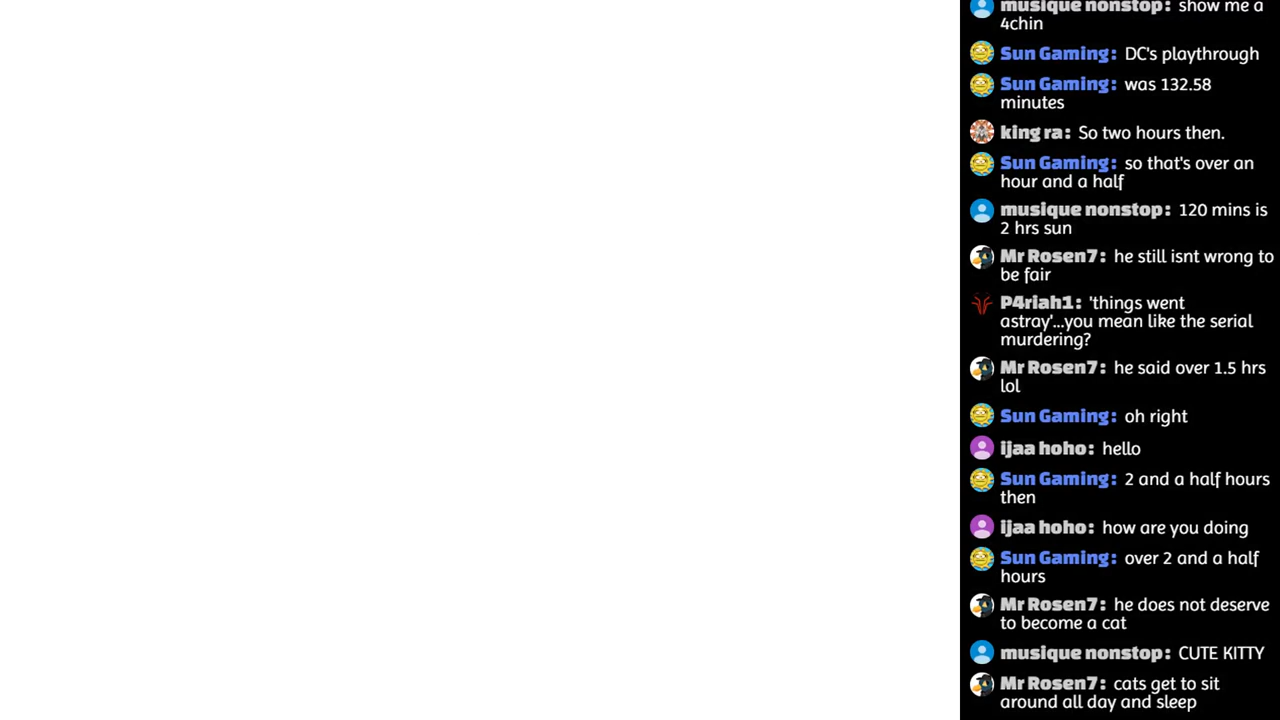 musique nonstop: show me a
4chin
Sun Gaming: DC's playthrough
Sun Gaming: was 132.58
minutes
king ra: So two hours then.
Sun Gaming: so that's over an
hour and a half
musique nonstop: 120 mins is
2 hrs sun
Mr Rosen7: he still isnt wrong to
be fair
P4riah1: 'things went
astray'...you mean like the serial
murdering?
Mr Rosen7: he said over 1.5 hrs
lol
Sun Gaming: oh right
ijaa hoho: hello
Sun Gaming: 2 and a half hours
then
ijaa hoho: how are you doing
Sun Gaming: over 2 and a half
hours
Mr Rosen7: he does not deserve
to become a cat
musique nonstop: CUTE KITTY
Mr Rosen7: cats get to sit
around all day and sleep